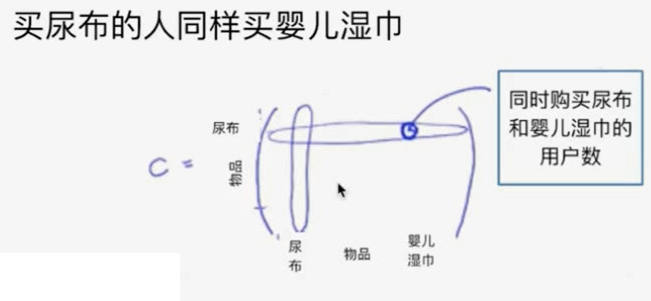 买尿布的人同样买婴儿湿巾
同时购买尿布
和婴儿湿巾的
用户数
尿布
物品
C =
尿
布
物品
婴儿
湿巾